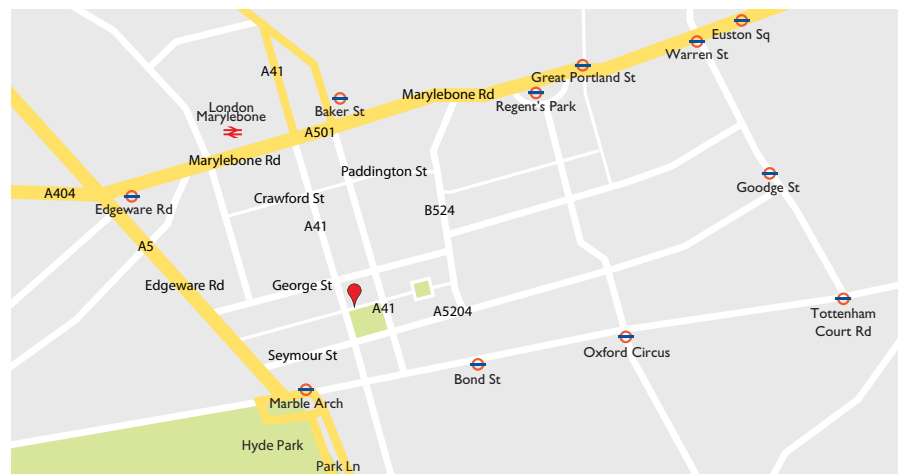 Euston Sq
Warren St
A41
Great Portland St
Marylebone Rd
Regent's Park
London
Marylebone
Baker St
A501
Marylebone Rd
Paddington St
A404
Crawford St
Goodge St
Edgeware Rd
B524
A41
A5
Edgeware Rd
George St
A41
A5204
Tottenham
Court Rd
Seymour St
Oxford Circus
Bond St
Marble Arch
Hyde Park
Park Ln